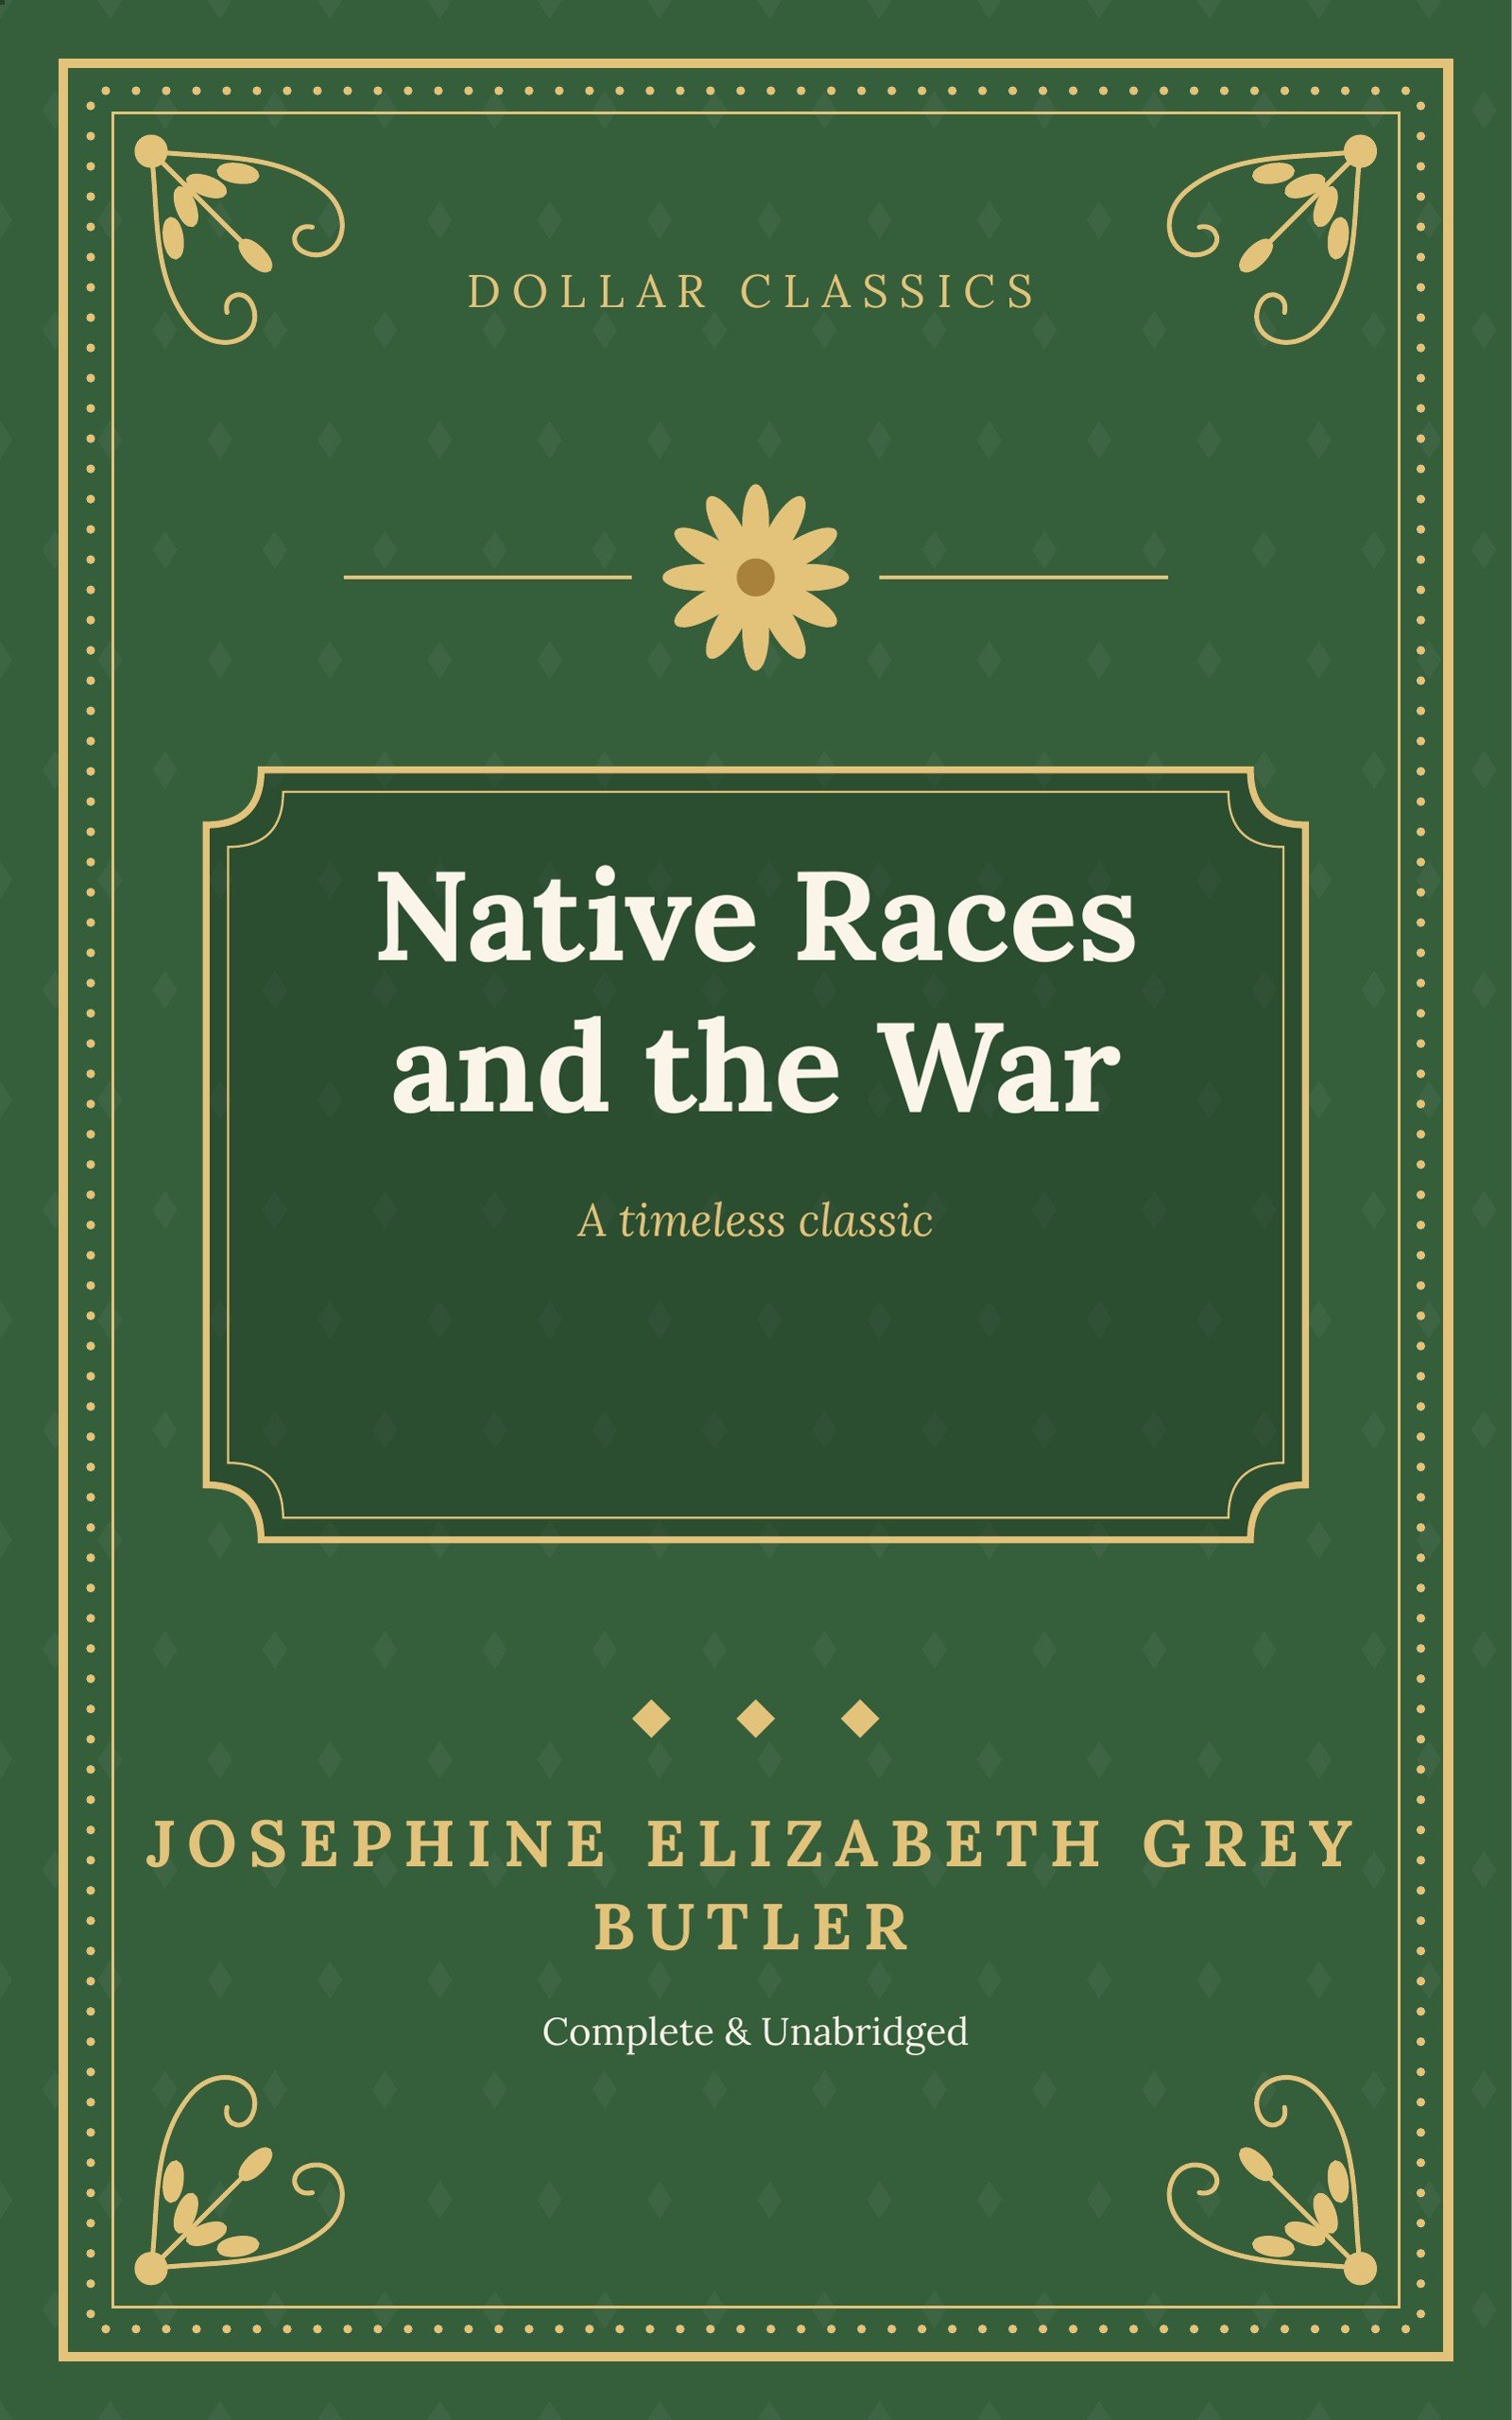 DOLLAR CLASSICS
Native Races
and the War
A timeless classic
JOSEPHINE ELIZABETH GREY
BUTLER
Complete & Unabridged